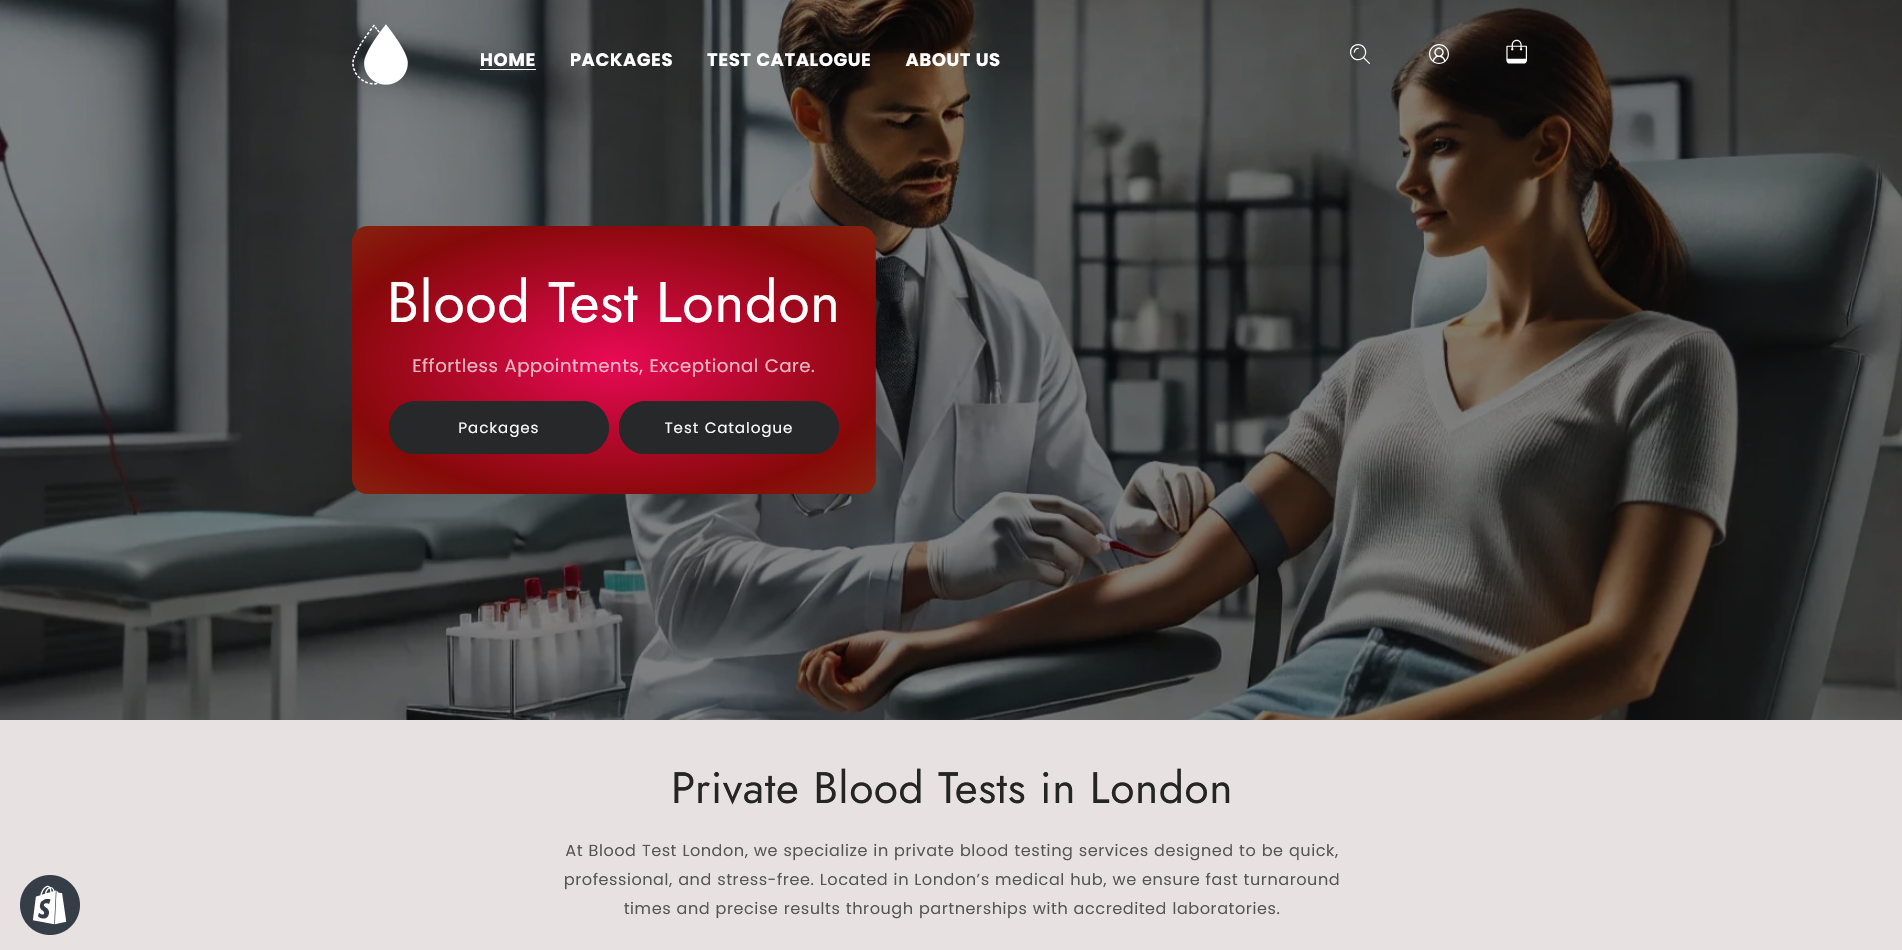 HOME PACKAGES TEST CATALOGUE ABOUT US
Blood Test London
Effortless Appointments, Exceptional Care.
Packages Test Catalogue
Private Blood Tests in London
At Blood Test London, we specialize in private blood testing services designed to be quick,
professional, and stress-free. Located in London’s medical hub, we ensure fast turnaround
times and precise results through partnerships with accredited laboratories.
S